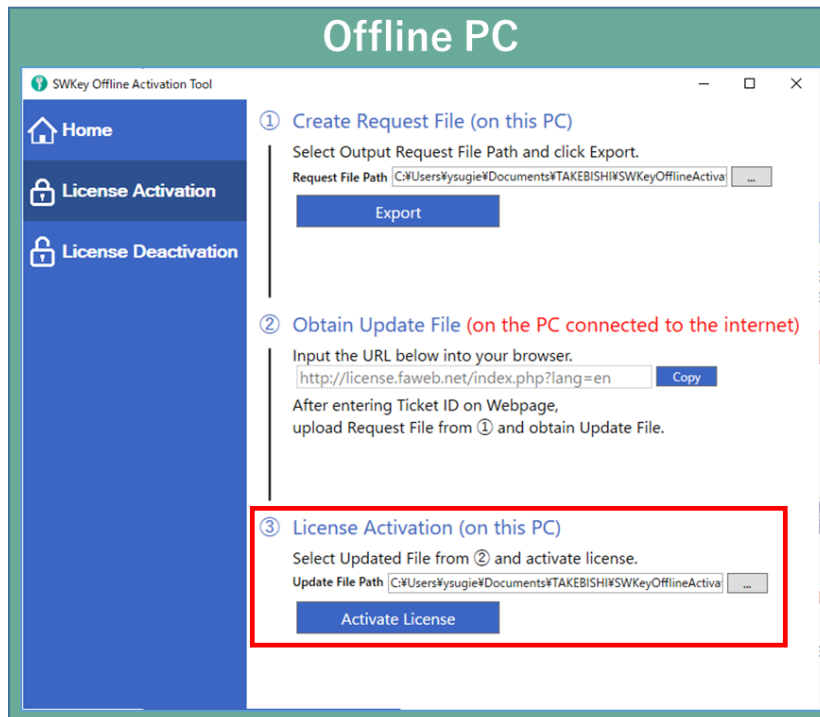 Offline PC
SWKey Offline Activation Tool
Home
License Activation
License Deactivation
① Create Request File (on this PC)
Select Output Request File Path and click Export.
Request File Path C:¥Users¥ysugie¥Documents¥TAKEBISHI¥SWKeyOfflineActiva ...
Export
② Obtain Update File (on the PC connected to the internet)
Input the URL below into your browser.
http://license.faweb.net/index.php?lang=en Copy
After entering Ticket ID on Webpage,
upload Request File from ① and obtain Update File.
③ License Activation (on this PC)
Select Updated File from ② and activate license.
Update File Path C:¥Users¥ysugie¥Documents¥TAKEBISHI¥SWKeyOfflineActiva ...
Activate License